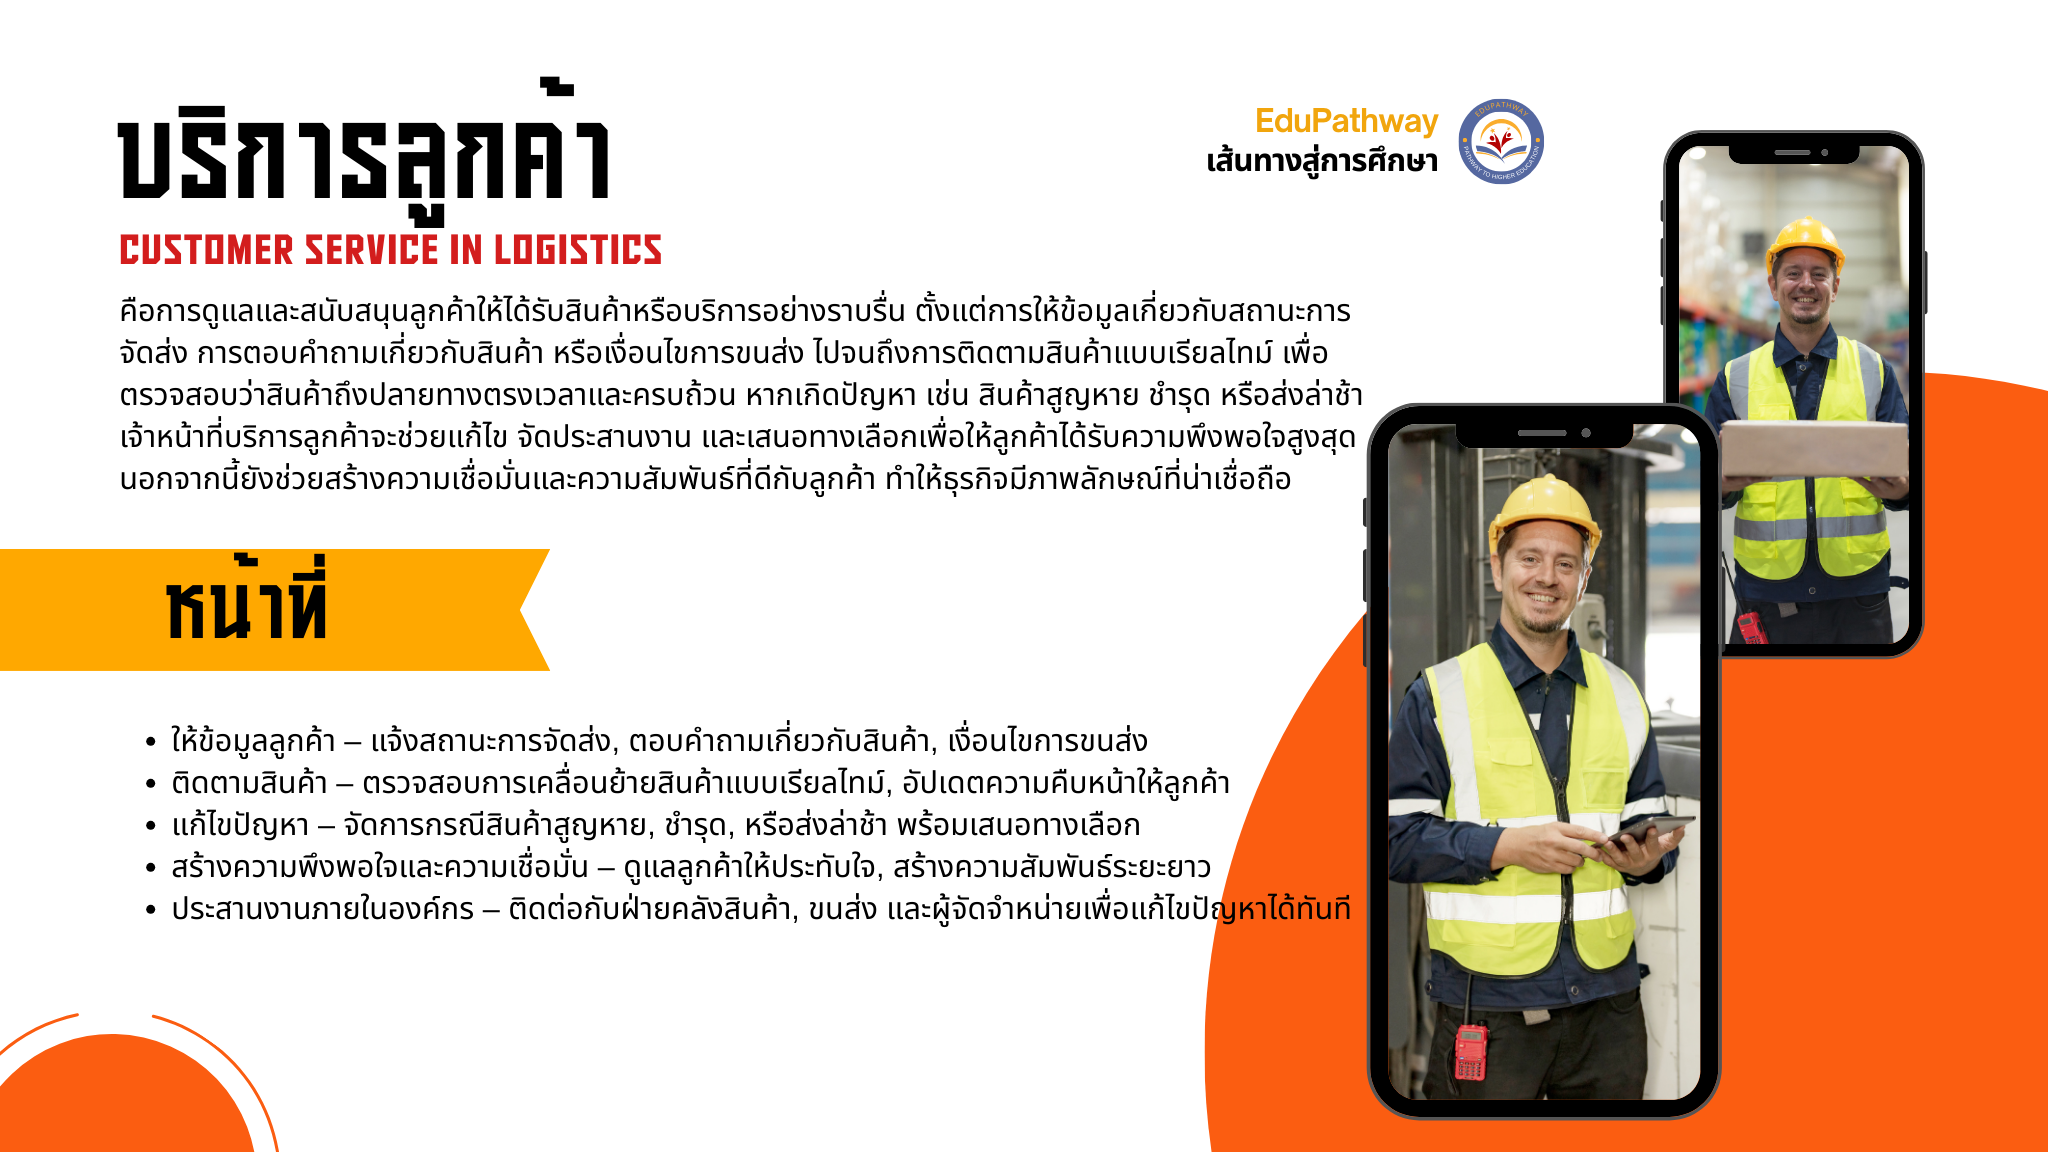 บริการลูกค้า
CUSTOMER SERVICE IN LOGISTICS
EduPathway
เส้นทางสู่การศึกษา
EDUPATHWAY
PATHWAY TO HIGHER EDUCATION
คือการดูแลและสนับสนุนลูกค้าให้ได้รับสินค้าหรือบริการอย่างราบรื่น ตั้งแต่การให้ข้อมูลเกี่ยวกับสถานะการ
จัดส่ง การตอบคำถามเกี่ยวกับสินค้า หรือเงื่อนไขการขนส่ง ไปจนถึงการติดตามสินค้าแบบเรียลไทม์ เพื่อ
ตรวจสอบว่าสินค้าถึงปลายทางตรงเวลาและครบถ้วน หากเกิดปัญหา เช่น สินค้าสูญหาย ชำรุด หรือส่งล่าช้า
เจ้าหน้าที่บริการลูกค้าจะช่วยแก้ไข จัดประสานงาน และเสนอทางเลือกเพื่อให้ลูกค้าได้รับความพึงพอใจสูงสุด
นอกจากนี้ยังช่วยสร้างความเชื่อมั่นและความสัมพันธ์ที่ดีกับลูกค้า ทำให้ธุรกิจมีภาพลักษณ์ที่น่าเชื่อถือ
หน้าที่
• ให้ข้อมูลลูกค้า – แจ้งสถานะการจัดส่ง, ตอบคำถามเกี่ยวกับสินค้า, เงื่อนไขการขนส่ง
• ติดตามสินค้า – ตรวจสอบการเคลื่อนย้ายสินค้าแบบเรียลไทม์, อัปเดตความคืบหน้าให้ลูกค้า
• แก้ไขปัญหา – จัดการกรณีสินค้าสูญหาย, ชำรุด, หรือส่งล่าช้า พร้อมเสนอทางเลือก
• สร้างความพึงพอใจและความเชื่อมั่น – ดูแลลูกค้าให้ประทับใจ, สร้างความสัมพันธ์ระยะยาว
• ประสานงานภายในองค์กร – ติดต่อกับฝ่ายคลังสินค้า, ขนส่ง และผู้จัดจำหน่ายเพื่อแก้ไขปัญหาได้ทันที